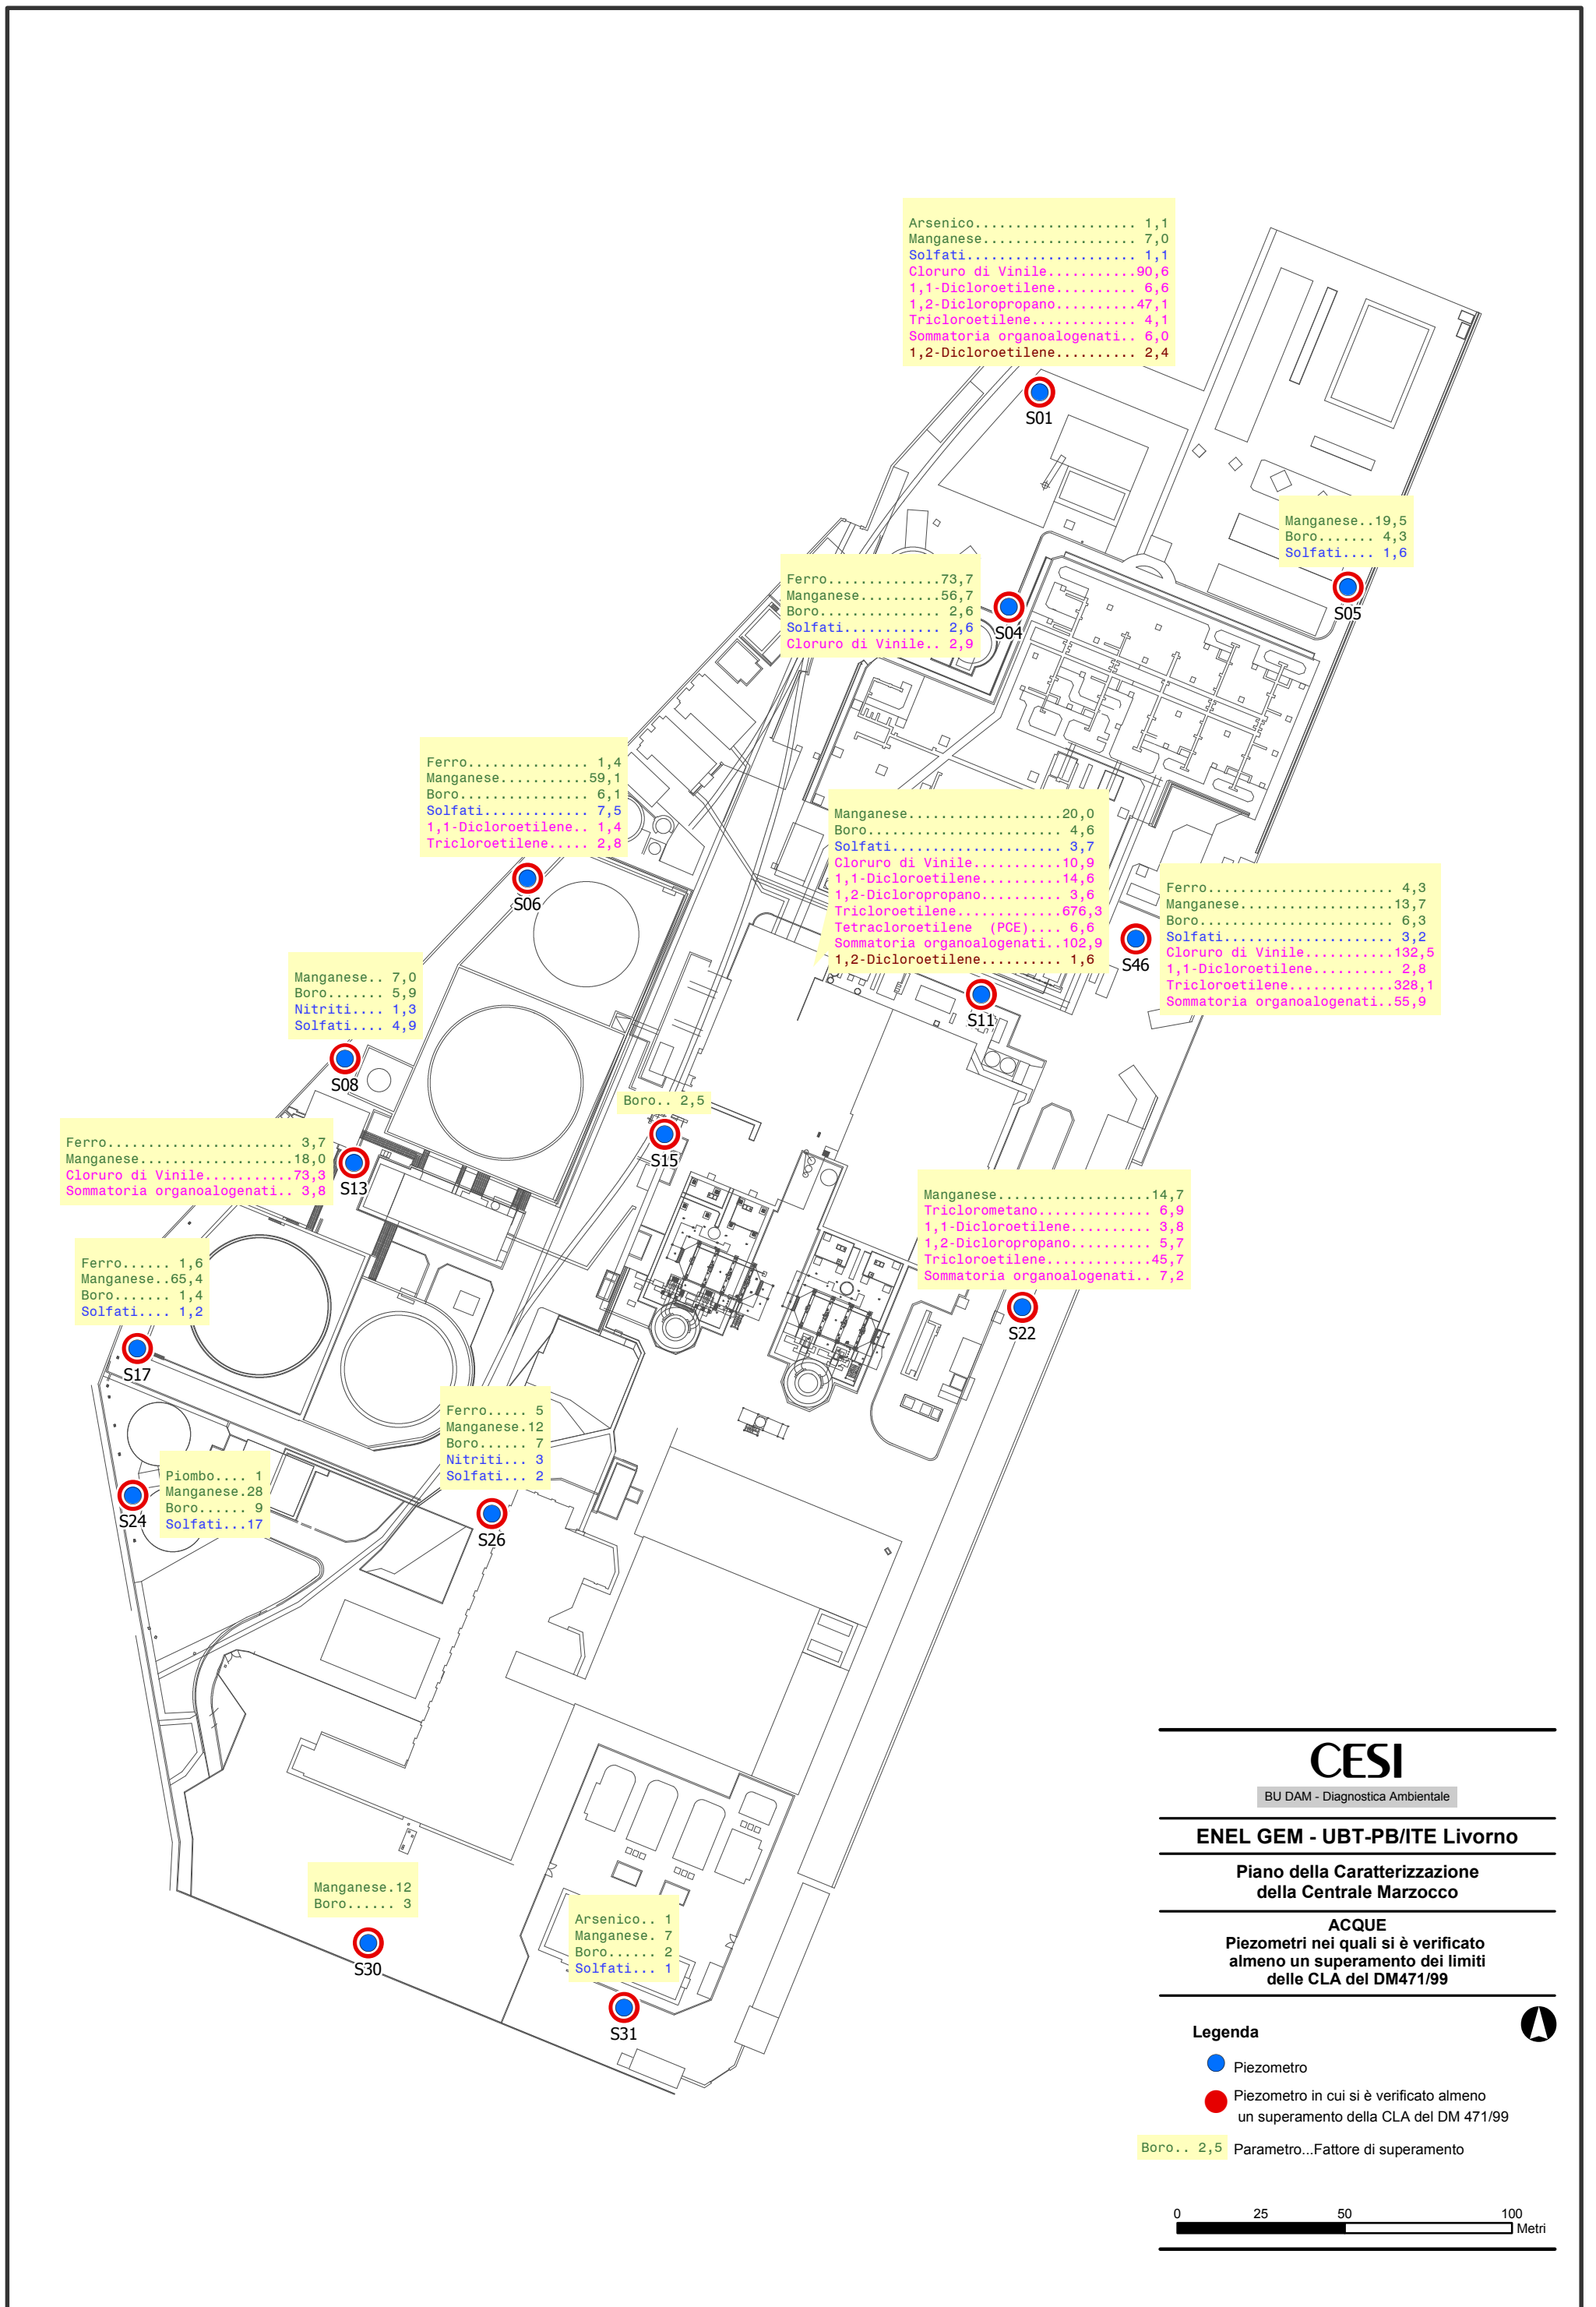 Arsenico.................... 1,1
Manganese................... 7,0
Solfati..................... 1,1
Cloruro di Vinile...........90,6
1,1-Dicloroetilene.......... 6,6
1,2-Dicloropropano..........47,1
Tricloroetilene............. 4,1
Sommatoria organoalogenati.. 6,0
1,2-Dicloroetilene.......... 2,4
S01
Manganese..19,5
Boro....... 4,3
Solfati.... 1,6
S05
Ferro..............73,7
Manganese..........56,7
Boro............... 2,6
Solfati............ 2,6
Cloruro di Vinile.. 2,9
S04
Ferro............... 1,4
Manganese...........59,1
Boro................ 6,1
Solfati............. 7,5
1,1-Dicloroetilene.. 1,4
Tricloroetilene..... 2,8
S06
Manganese...................20,0
Boro........................ 4,6
Solfati..................... 3,7
Cloruro di Vinile...........10,9
1,1-Dicloroetilene..........14,6
1,2-Dicloropropano.......... 3,6
Tricloroetilene.............676,3
Tetracloroetilene  (PCE).... 6,6
Sommatoria organoalogenati..102,9
1,2-Dicloroetilene.......... 1,6
S11
Ferro....................... 4,3
Manganese...................13,7
Boro........................ 6,3
Solfati..................... 3,2
Cloruro di Vinile...........132,5
1,1-Dicloroetilene.......... 2,8
Tricloroetilene.............328,1
Sommatoria organoalogenati..55,9
S46
Manganese.. 7,0
Boro....... 5,9
Nitriti.... 1,3
Solfati.... 4,9
S08
Boro.. 2,5
S15
Ferro....................... 3,7
Manganese...................18,0
Cloruro di Vinile...........73,3
Sommatoria organoalogenati.. 3,8
S13
Manganese...................14,7
Triclorometano.............. 6,9
1,1-Dicloroetilene.......... 3,8
1,2-Dicloropropano.......... 5,7
Tricloroetilene.............45,7
Sommatoria organoalogenati.. 7,2
S22
Ferro...... 1,6
Manganese..65,4
Boro....... 1,4
Solfati.... 1,2
S17
Ferro..... 5
Manganese.12
Boro...... 7
Nitriti... 3
Solfati... 2
S26
Piombo.... 1
Manganese.28
Boro...... 9
Solfati...17
S24
Manganese.12
Boro...... 3
S30
Arsenico.. 1
Manganese. 7
Boro...... 2
Solfati... 1
S31
CESI
BU DAM - Diagnostica Ambientale
ENEL GEM - UBT-PB/ITE Livorno
Piano della Caratterizzazione
della Centrale Marzocco
ACQUE
Piezometri nei quali si è verificato
almeno un superamento dei limiti
delle CLA del DM471/99
Legenda
Piezometro
Piezometro in cui si è verificato almeno
un superamento della CLA del DM 471/99
Boro.. 2,5 Parametro...Fattore di superamento
0 25 50 100
Metri